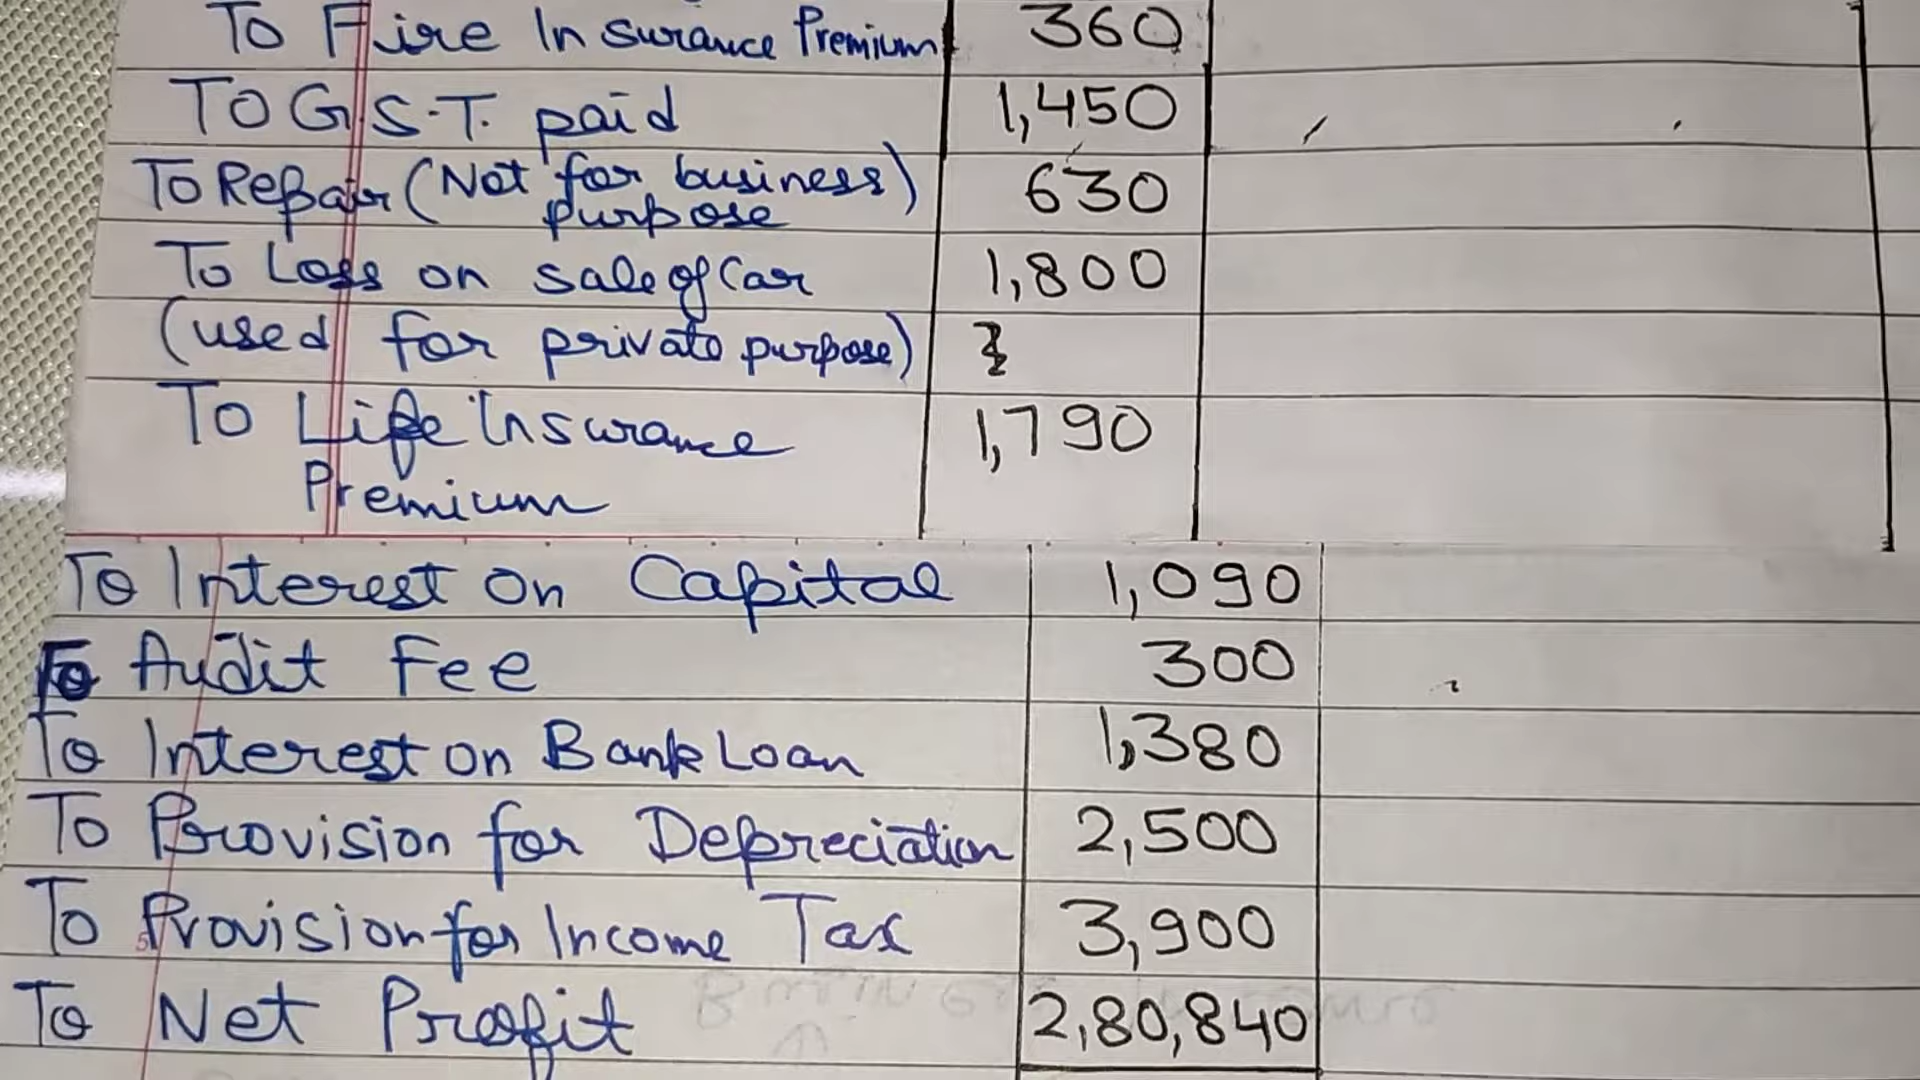 To Fire Insurance Premium 360
To G.S.T. paid 1,450
To Repair (Not for business) 630
purpose
To Loss on sale of Car 1,800
(used for private purpose)
To Life Insurance 1,790
Premium
To Interest on Capital 1,090
To Audit Fee 300
To Interest on Bank Loan 1,380
To Provision for Depreciation 2,500
To Provision for Income Tax 3,900
To Net Profit 2,80,840